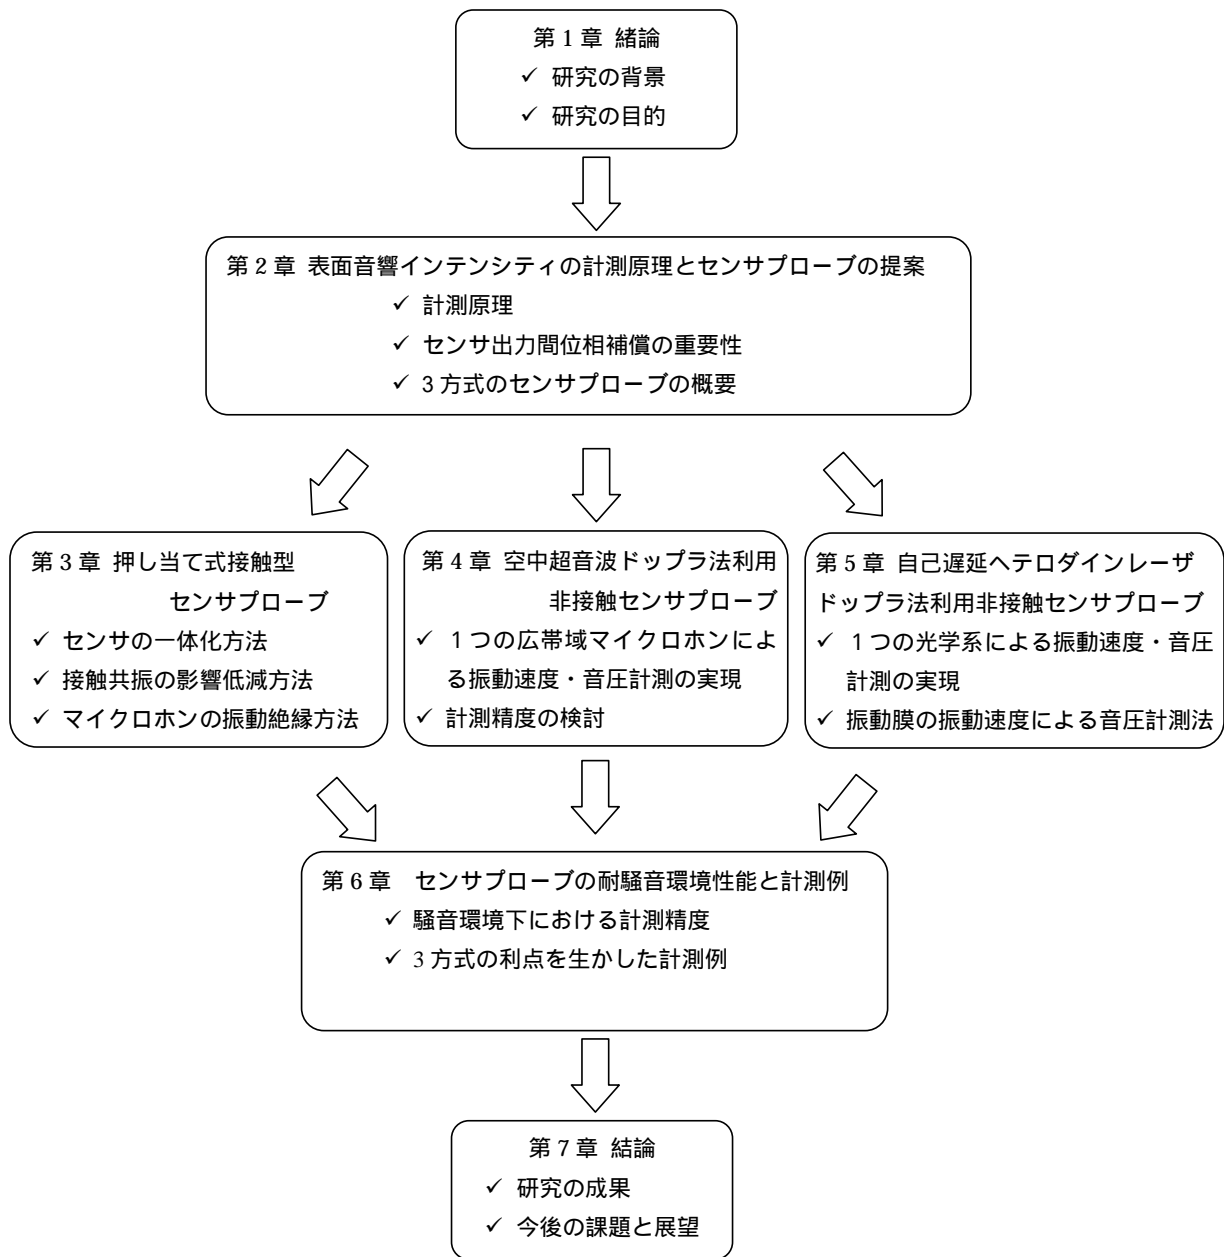 第1章 緒論
✓ 研究の背景
✓ 研究の目的
第2章 表面音響インテンシティの計測原理とセンサプローブの提案
✓ 計測原理
✓ センサ出力間位相補償の重要性
✓ 3方式のセンサプローブの概要
第3章 押し当て式接触型
センサプローブ
✓ センサの一体化方法
✓ 接触共振の影響低減方法
✓ マイクロホンの振動絶縁方法
第4章 空中超音波ドップラ法利用
非接触センサプローブ
✓ 1つの広帯域マイクロホンによ
る振動速度・音圧計測の実現
✓ 計測精度の検討
第5章 自己遅延ヘテロダインレーザ
ドップラ法利用非接触センサプローブ
✓ 1つの光学系による振動速度・音圧
計測の実現
✓ 振動膜の振動速度による音圧計測法
第6章 センサプローブの耐騒音環境性能と計測例
✓ 騒音環境下における計測精度
✓ 3方式の利点を生かした計測例
第7章 結論
✓ 研究の成果
✓ 今後の課題と展望